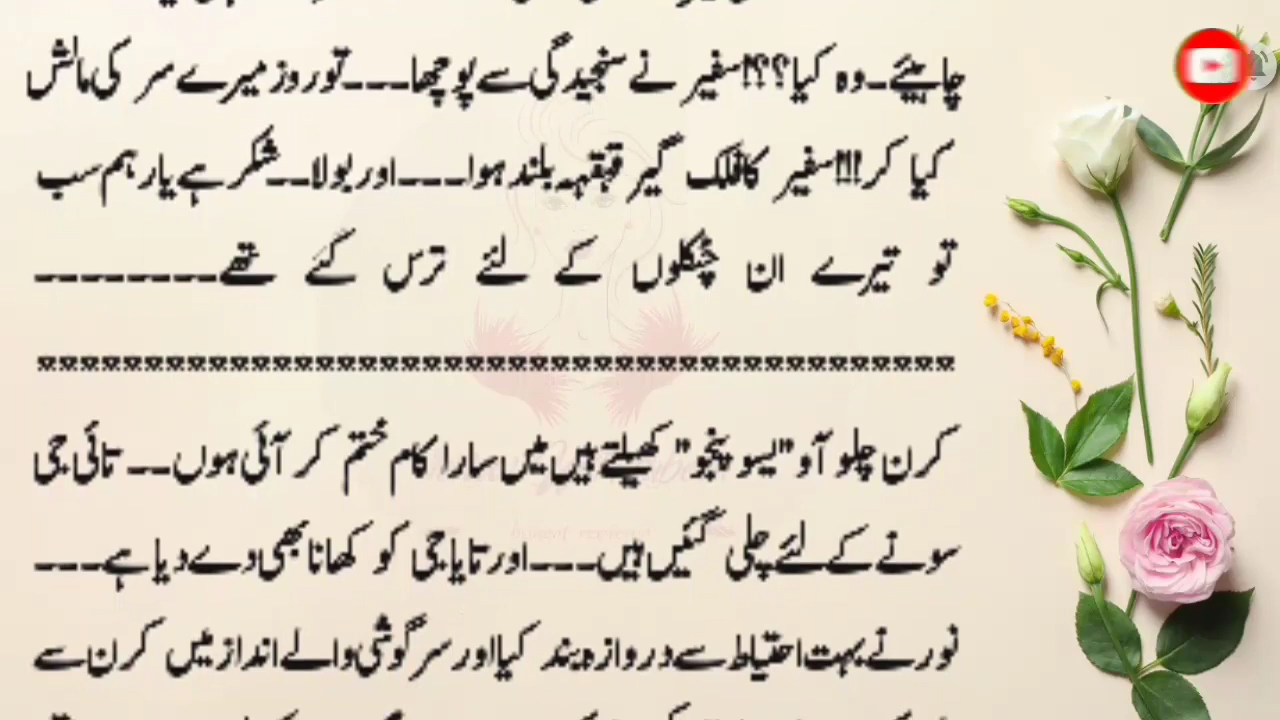 چاہیئے۔وہ کیا؟؟؟!سفیر نے سنجیدگی سے پوچھا۔۔۔تو روز میرے سر کی مالش
کیا کر!!!سفیر کا فلک گیر قہقہہ بلند ہوا۔۔۔اور بولا۔۔شکر ہے یار ہم سب
تو تیرے ان چٹکلوں کے لئے ترس گئے تھے۔۔۔۔۔۔۔۔
کرن چلو آو "یسو پنجو" کھیلتے ہیں میں سارا کام ختم کر آئی ہوں۔۔ تائی جی
سونے کے لئے چلی گئیں ہیں۔۔۔اور تایا جی کو کھانا بھی دے دیا ہے۔۔۔
نور نے بہت احتیاط سے دروازہ بند کیا اور سرگوشی والے انداز میں کرن سے